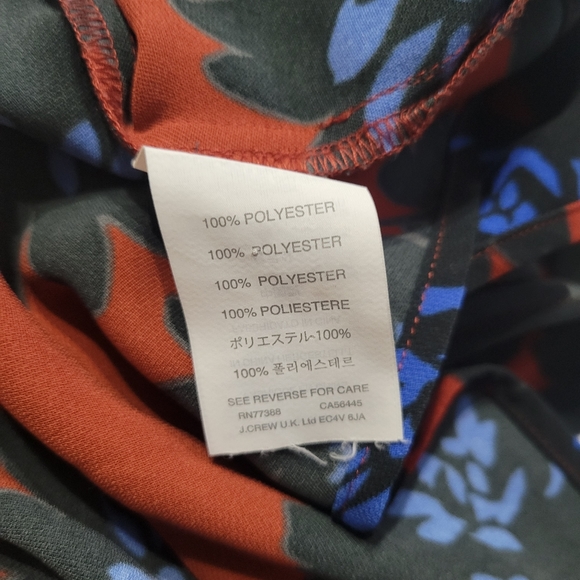 100% POLYESTER
100% POLYESTER
100% POLYESTER
100% POLIESTERE
ポリエステル-100%
100% 폴리에스테르
SEE REVERSE FOR CARE
RN77388 CA56445
J.CREW U.K. Ltd EC4V 6JA